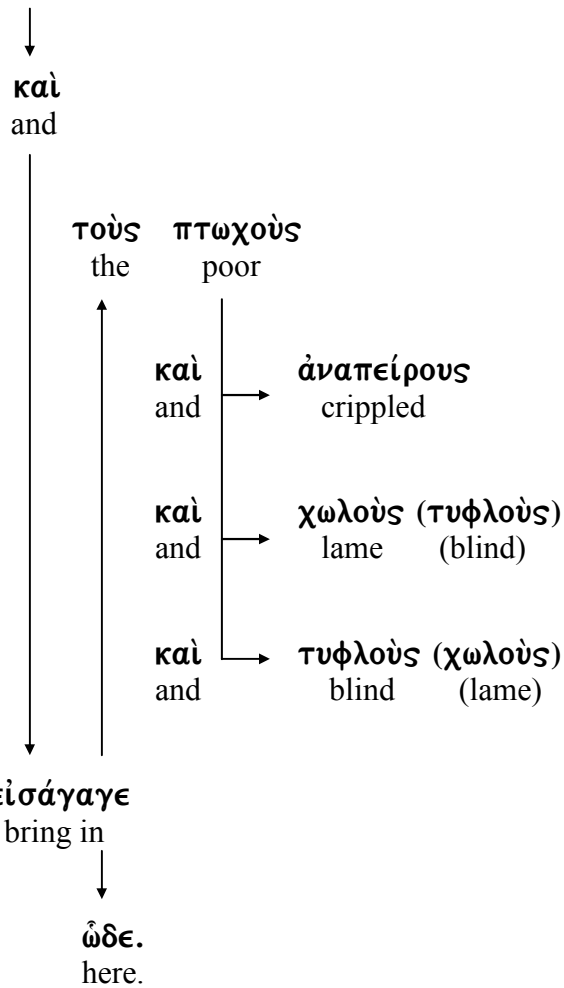 καὶ
and
τοὺς πτωχοὺς
the poor
καὶ ἀναπείρους
and crippled
καὶ χωλοὺς (τυφλοὺς)
and lame (blind)
καὶ τυφλοὺς (χωλοὺς)
and blind (lame)
εἰσάγαγε
bring in
ὧδε.
here.